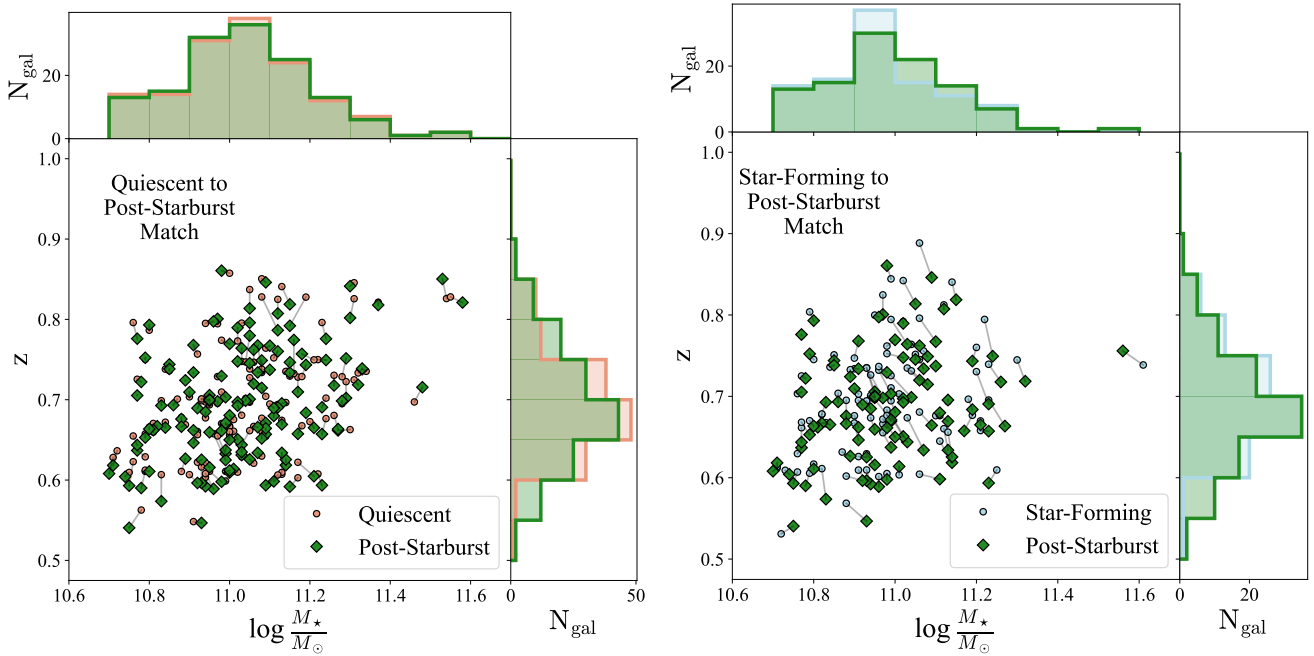 N_gal
20
0
1.0
0.9
0.8
0.7
0.6
0.5
z
Quiescent to
Post-Starburst
Match
Quiescent
Post-Starburst
10.6
10.8
11.0
11.2
11.4
11.6
log M⋆/M⊙
0
50
N_gal
N_gal
20
0
1.0
0.9
0.8
0.7
0.6
0.5
z
Star-Forming to
Post-Starburst
Match
Star-Forming
Post-Starburst
10.6
10.8
11.0
11.2
11.4
11.6
log M⋆/M⊙
0
20
N_gal